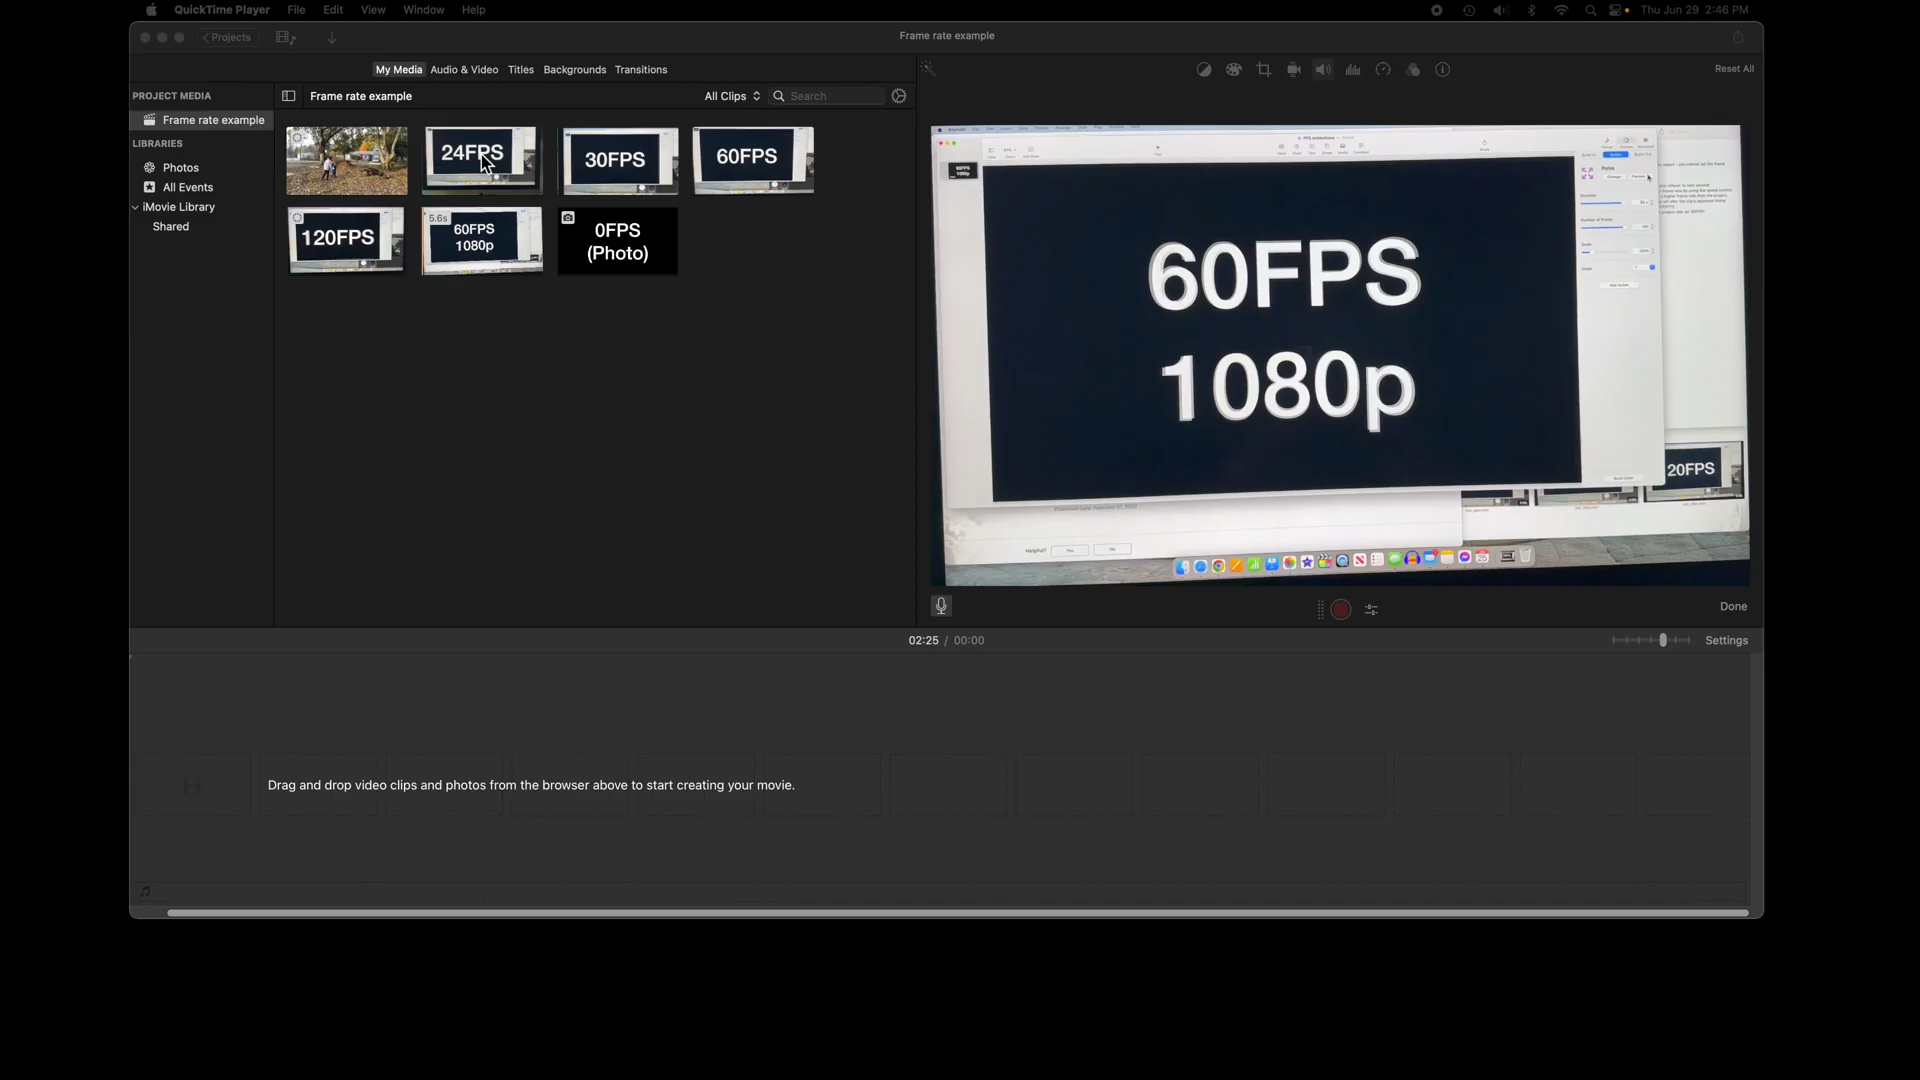 QuickTime Player File Edit View Window Help
Thu Jun 29 2:46 PM
Projects
Frame rate example
My Media Audio & Video Titles Backgrounds Transitions
Reset All
PROJECT MEDIA
Frame rate example
All Clips
Search
Frame rate example
LIBRARIES
Photos
All Events
iMovie Library
Shared
24FPS
30FPS
60FPS
120FPS
5.6s
60FPS
1080p
0FPS
(Photo)
60FPS
1080p
20FPS
Done
02:25 / 00:00
Settings
Drag and drop video clips and photos from the browser above to start creating your movie.